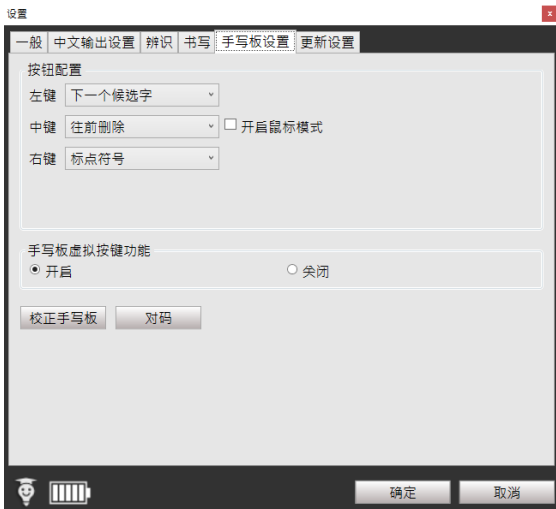 设置
一般 中文输出设置 辨识 书写 手写板设置 更新设置
按钮配置
左键 下一个候选字
中键 往前删除 开启鼠标模式
右键 标点符号
手写板虚拟按键功能
开启 关闭
校正手写板 对码
确定 取消